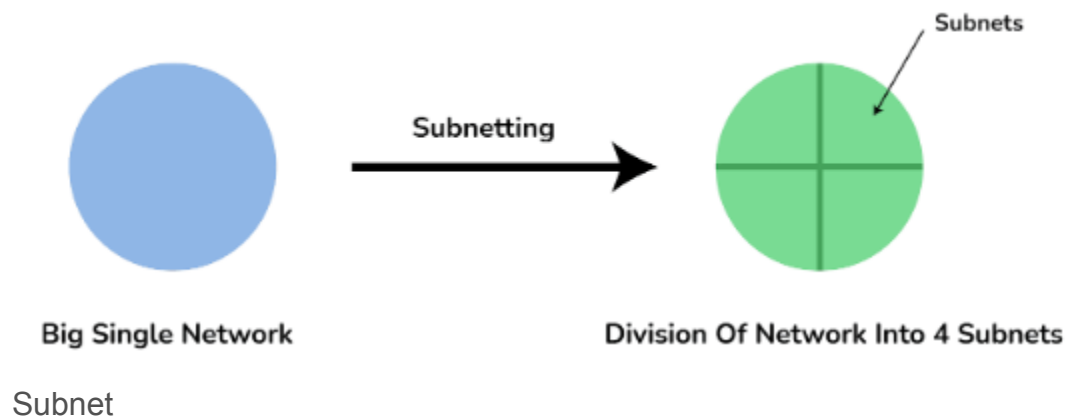 Subnets
Subnetting
Big Single Network
Division Of Network Into 4 Subnets
Subnet